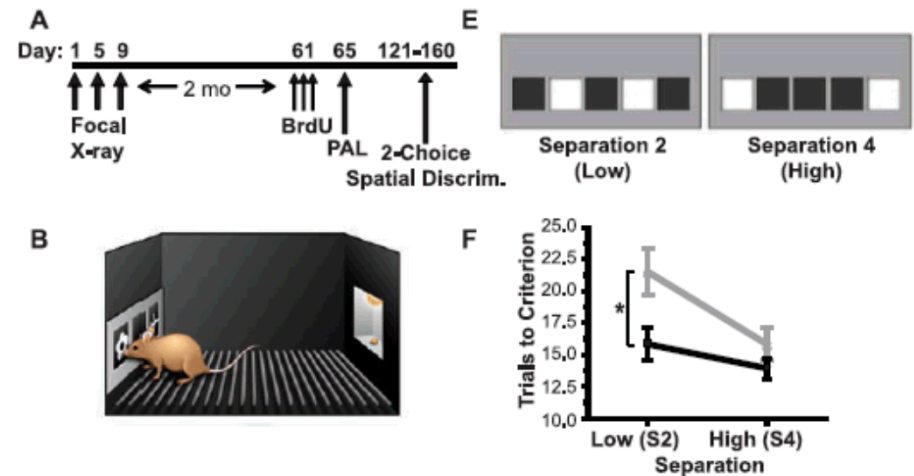 A
Day: 1 5 9 61 65 121-160
2 mo
Focal
X-ray
BrdU
PAL 2-Choice
Spatial Discrim.
B
E
Separation 2
(Low)
Separation 4
(High)
F
Trials to Criterion
25.0
22.5
20.0
17.5
15.0
12.5
10.0
*
Low (S2) High (S4)
Separation